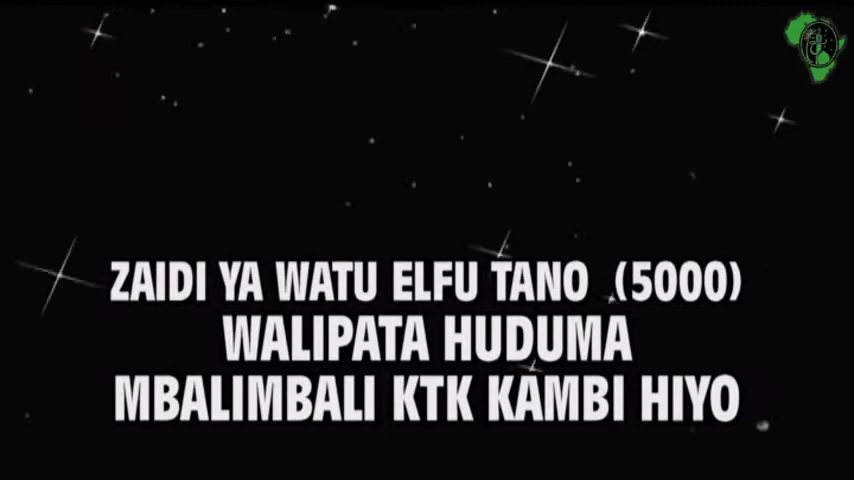 ZAIDI YA WATU ELFU TANO (5000)
WALIPATA HUDUMA
MBALIMBALI KTK KAMBI HIYO